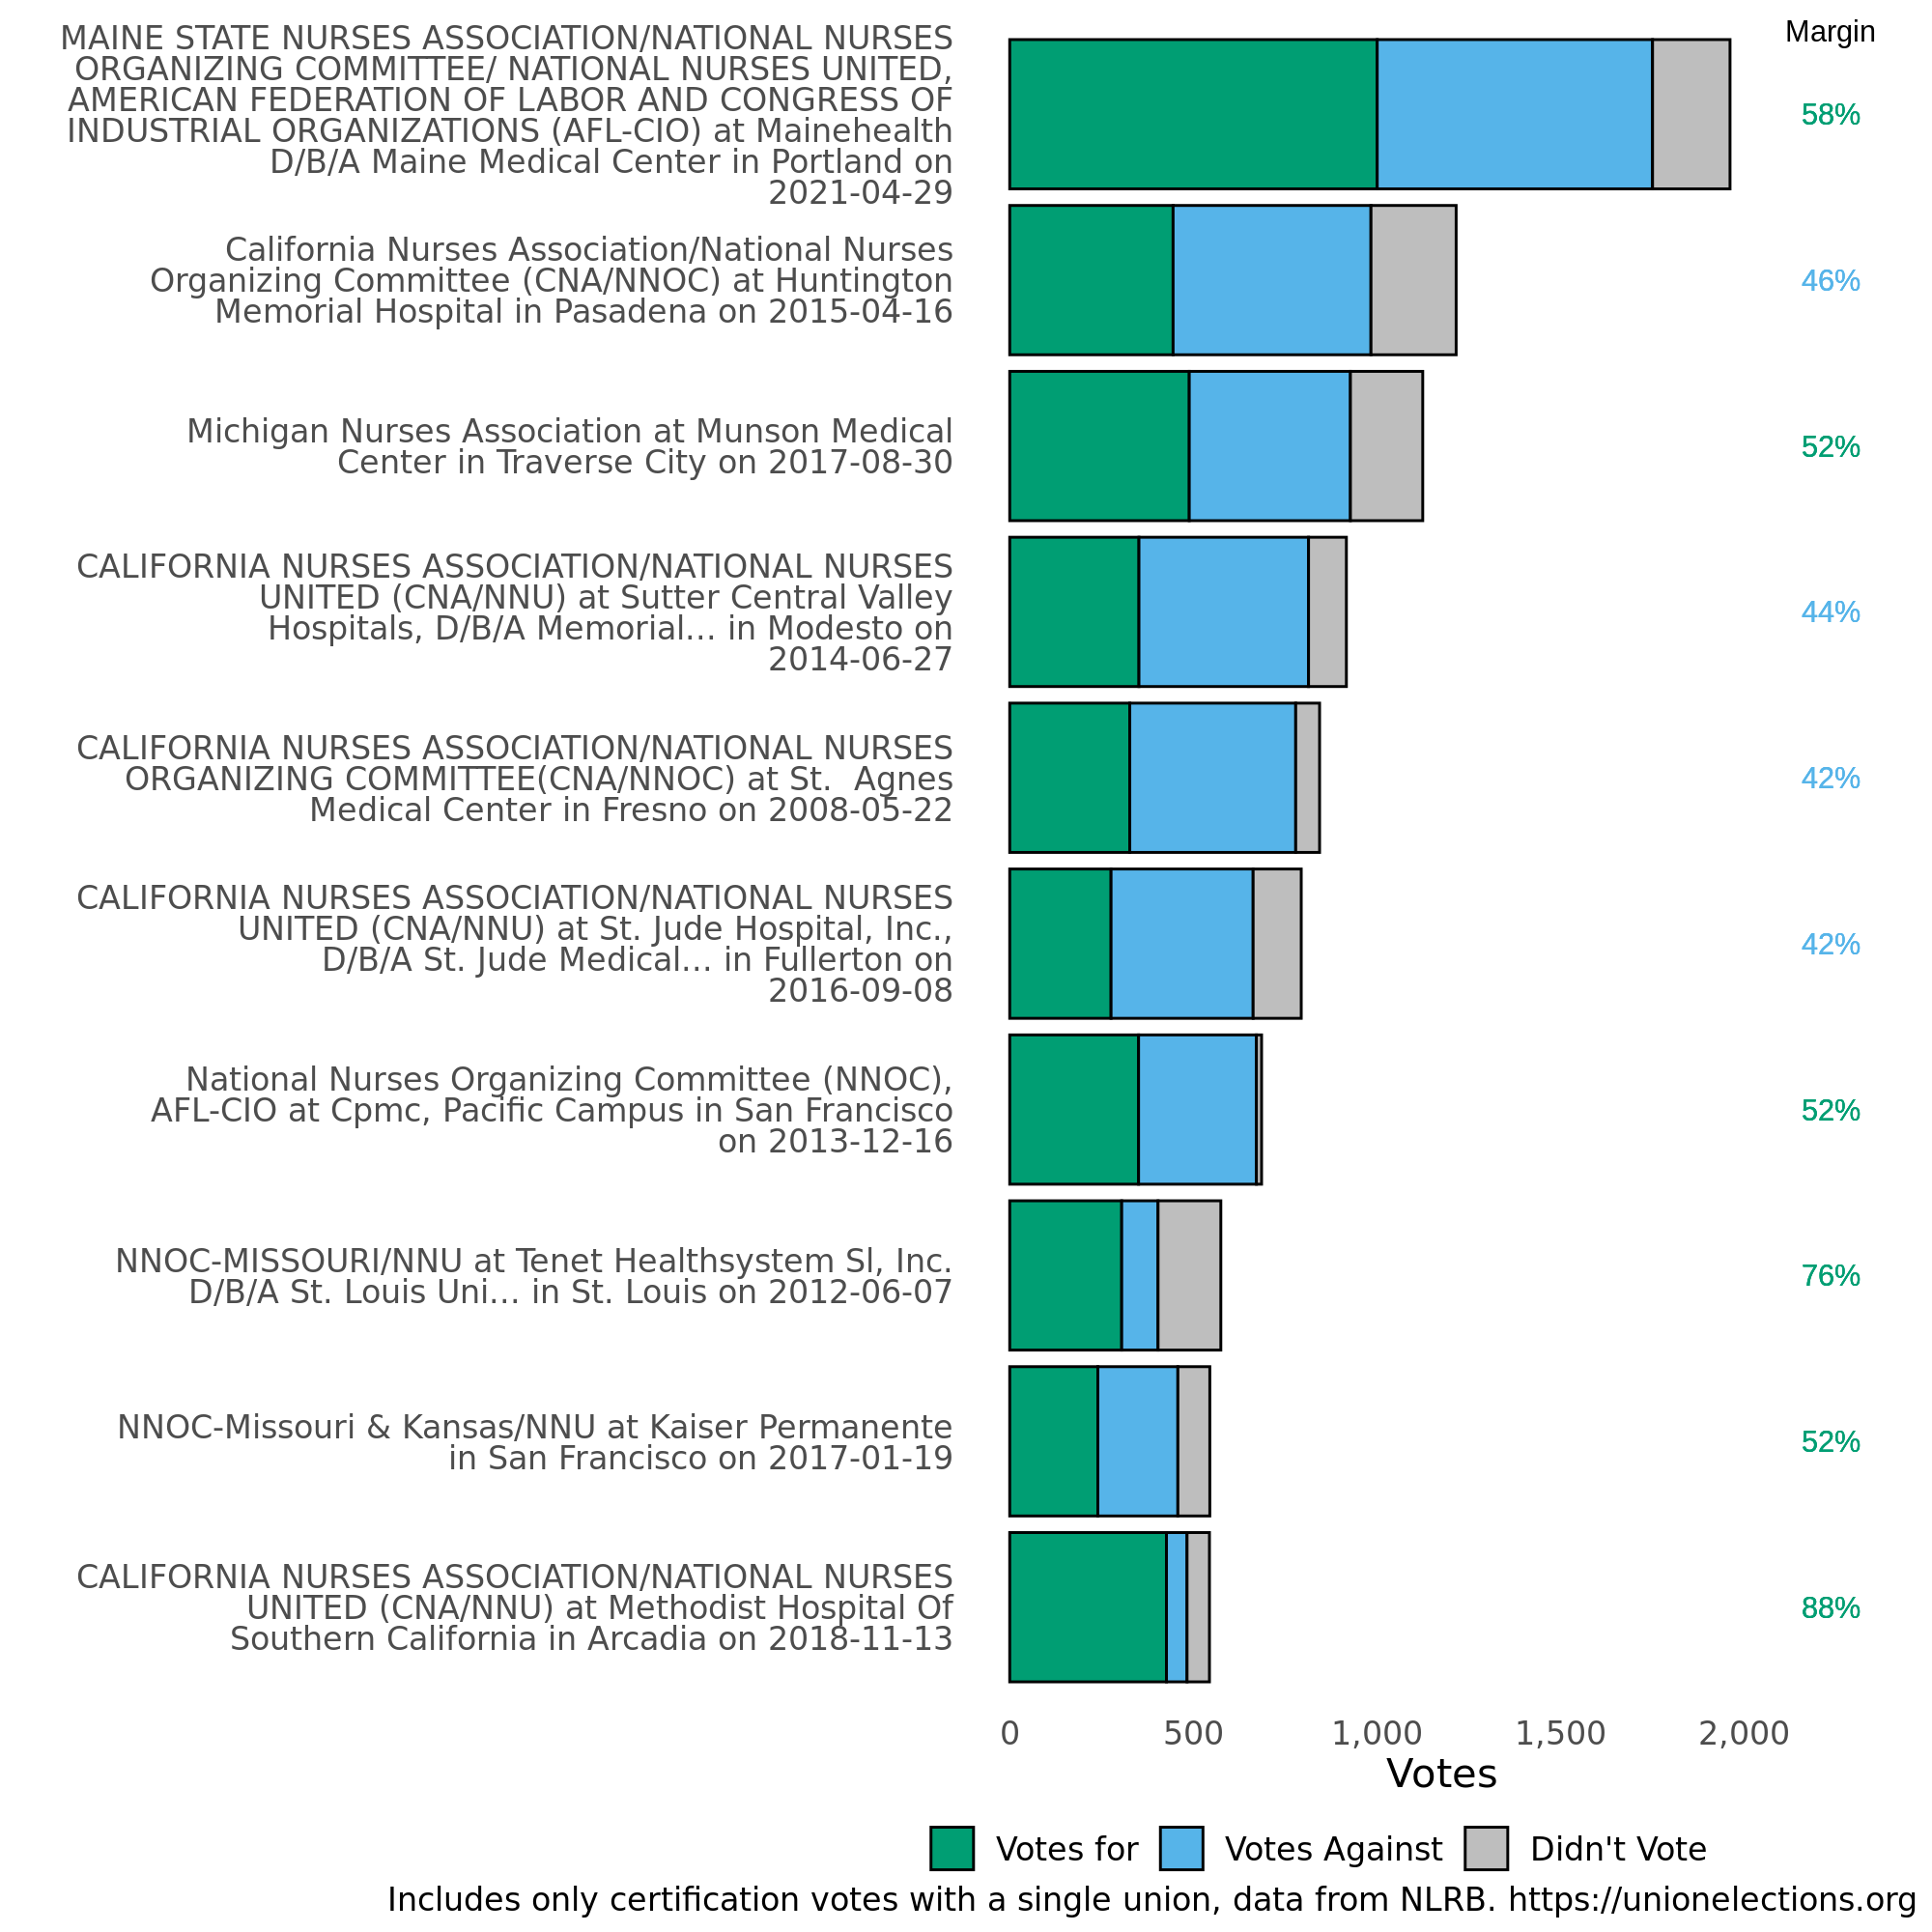 Margin
MAINE STATE NURSES ASSOCIATION/NATIONAL NURSES
ORGANIZING COMMITTEE/ NATIONAL NURSES UNITED,
AMERICAN FEDERATION OF LABOR AND CONGRESS OF
INDUSTRIAL ORGANIZATIONS (AFL-CIO) at Mainehealth
D/B/A Maine Medical Center in Portland on
2021-04-29
58%
California Nurses Association/National Nurses
Organizing Committee (CNA/NNOC) at Huntington
Memorial Hospital in Pasadena on 2015-04-16
46%
Michigan Nurses Association at Munson Medical
Center in Traverse City on 2017-08-30
52%
CALIFORNIA NURSES ASSOCIATION/NATIONAL NURSES
UNITED (CNA/NNU) at Sutter Central Valley
Hospitals, D/B/A Memorial... in Modesto on
2014-06-27
44%
CALIFORNIA NURSES ASSOCIATION/NATIONAL NURSES
ORGANIZING COMMITTEE(CNA/NNOC) at St.  Agnes
Medical Center in Fresno on 2008-05-22
42%
CALIFORNIA NURSES ASSOCIATION/NATIONAL NURSES
UNITED (CNA/NNU) at St. Jude Hospital, Inc.,
D/B/A St. Jude Medical... in Fullerton on
2016-09-08
42%
National Nurses Organizing Committee (NNOC),
AFL-CIO at Cpmc, Pacific Campus in San Francisco
on 2013-12-16
52%
NNOC-MISSOURI/NNU at Tenet Healthsystem Sl, Inc.
D/B/A St. Louis Uni... in St. Louis on 2012-06-07
76%
NNOC-Missouri & Kansas/NNU at Kaiser Permanente
in San Francisco on 2017-01-19
52%
CALIFORNIA NURSES ASSOCIATION/NATIONAL NURSES
UNITED (CNA/NNU) at Methodist Hospital Of
Southern California in Arcadia on 2018-11-13
88%
0 500 1,000 1,500 2,000
Votes
Votes for Votes Against Didn't Vote
Includes only certification votes with a single union, data from NLRB. https://unionelections.org